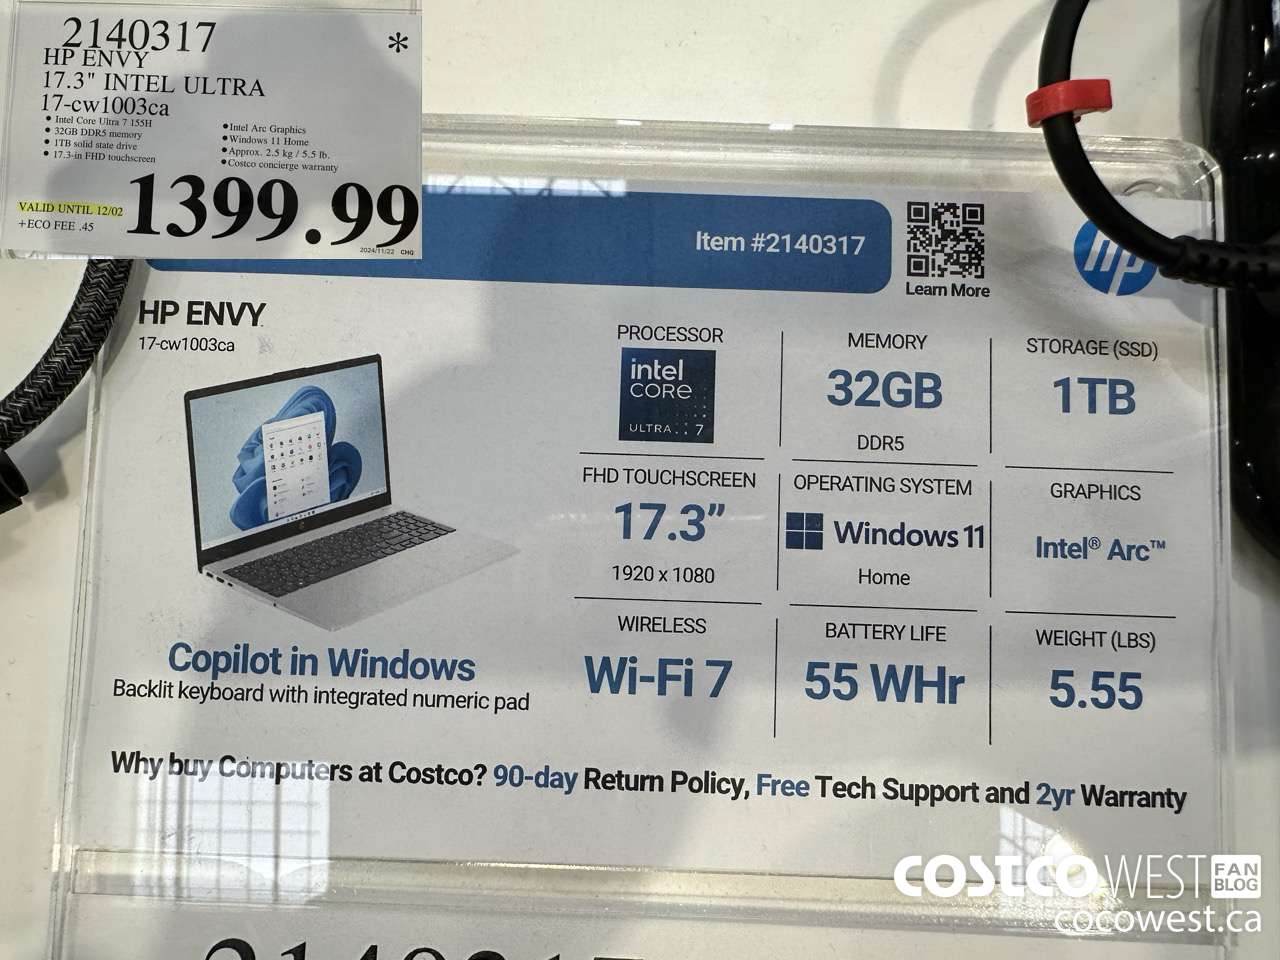 2140317 *
HP ENVY
17.3" INTEL ULTRA
17-cw1003ca
• Intel Core Ultra 7 155H
• 32GB DDR5 memory
• 1TB solid state drive
• 17.3-in FHD touchscreen
• Intel Arc Graphics
• Windows 11 Home
• Approx. 2.5 kg / 5.5 lb.
• Costco concierge warranty
VALID UNTIL 12/02
+ECO FEE .45
1399.99
2024/11/22 CHQ
Item #2140317
Learn More
hp
HP ENVY
17-cw1003ca
PROCESSOR
intel
CORE
ULTRA 7
MEMORY
32GB
DDR5
STORAGE (SSD)
1TB
FHD TOUCHSCREEN
17.3”
1920 x 1080
OPERATING SYSTEM
Windows 11
Home
GRAPHICS
Intel® Arc™
WIRELESS
Wi-Fi 7
BATTERY LIFE
55 WHr
WEIGHT (LBS)
5.55
Copilot in Windows
Backlit keyboard with integrated numeric pad
Why buy Computers at Costco? 90-day Return Policy, Free Tech Support and 2yr Warranty
COSTCO WEST FAN BLOG
cocowest.ca
2140317